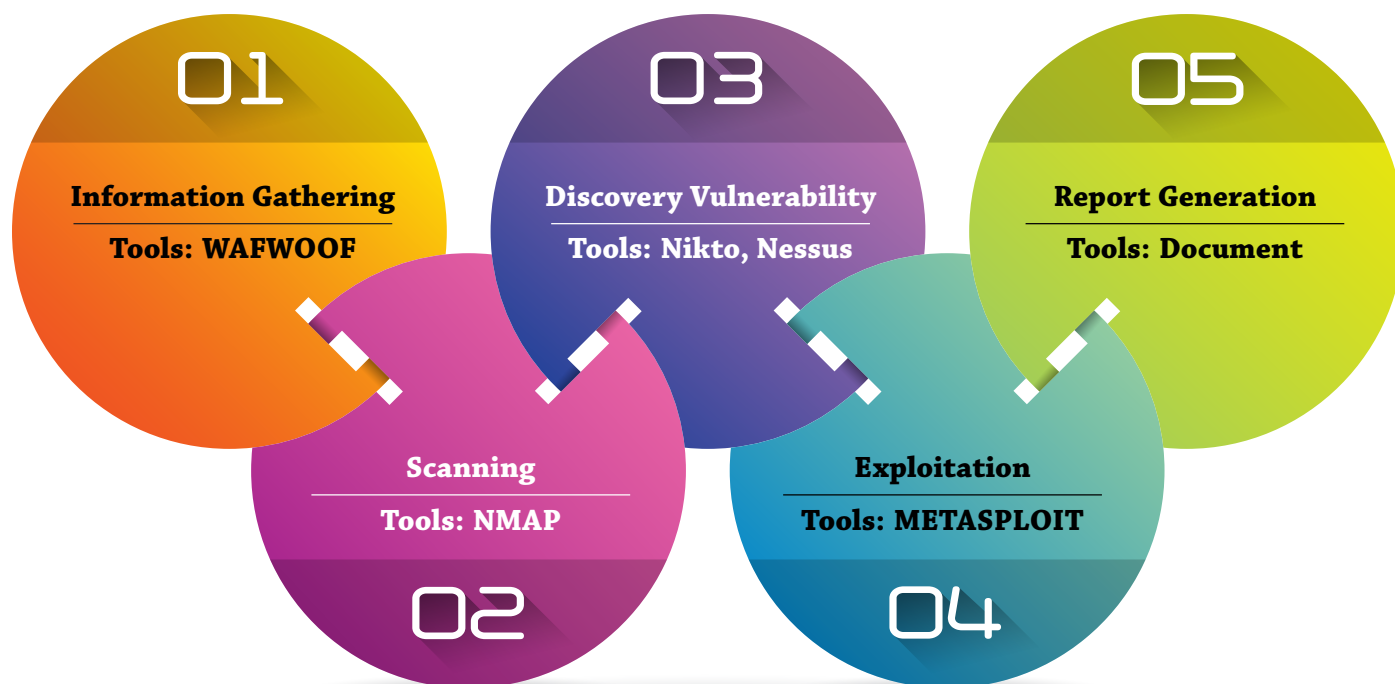 01
Information Gathering
Tools: WAFWOOF
02
Scanning
Tools: NMAP
03
Discovery Vulnerability
Tools: Nikto, Nessus
04
Exploitation
Tools: METASPLOIT
05
Report Generation
Tools: Document